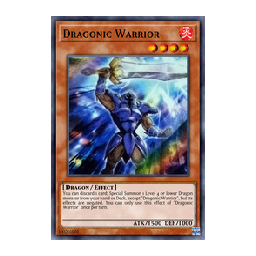 DRAGONIC WARRIOR
[DRAGON / EFFECT]
You can discard 1 card; Special Summon 1 Level 4 or lower Dragon
monster from your hand or Deck, except "Dragonic Warrior", but its
effects are negated. You can only use this effect of "Dragonic
Warrior" once per turn.